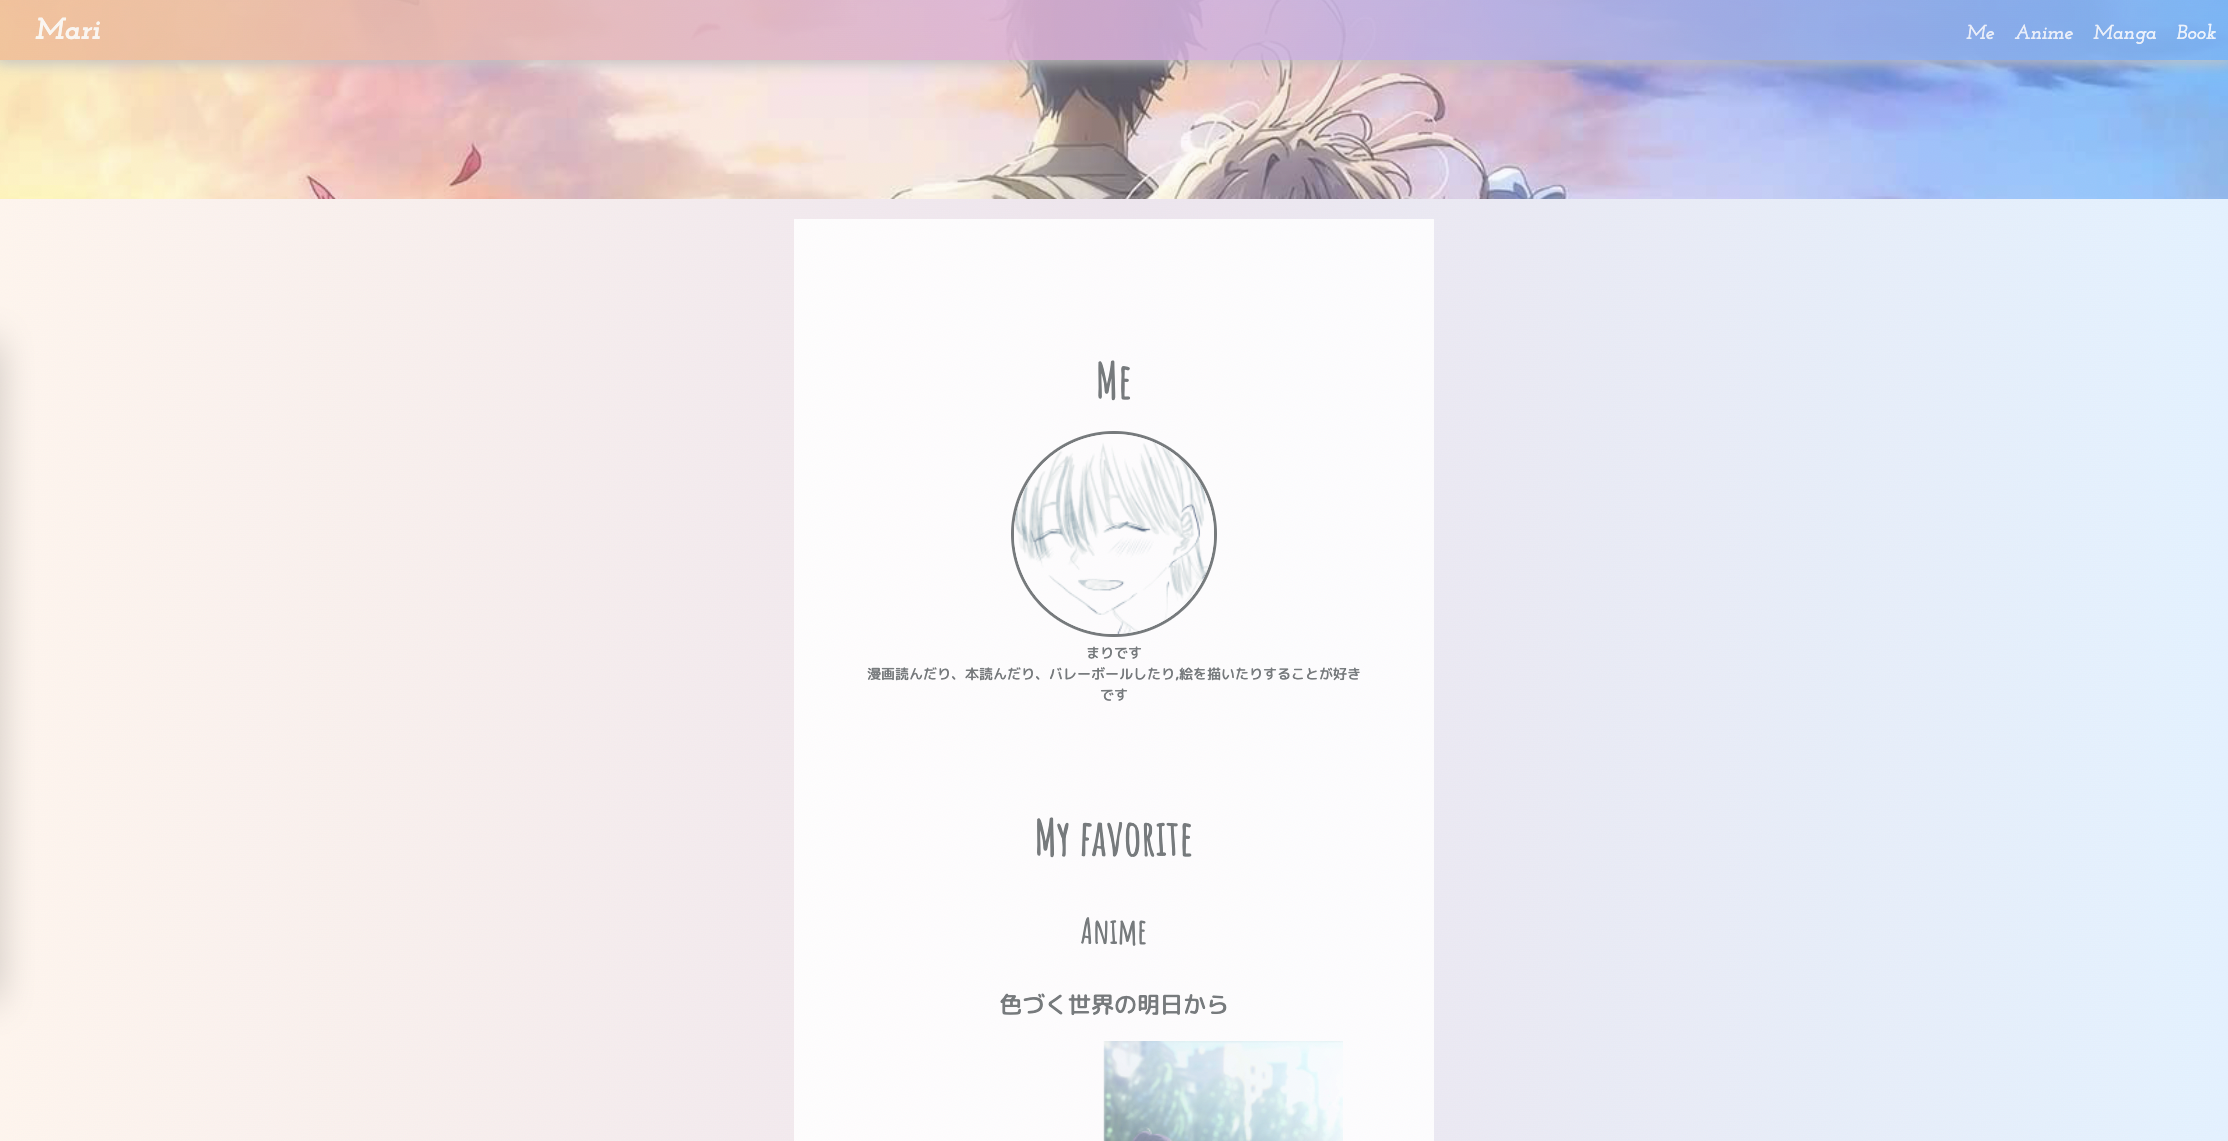 Mari
Me Anime Manga Book
Me
まりです
漫画読んだり、本読んだり、バレーボールしたり,絵を描いたりすることが好き
です
My favorite
Anime
色づく世界の明日から